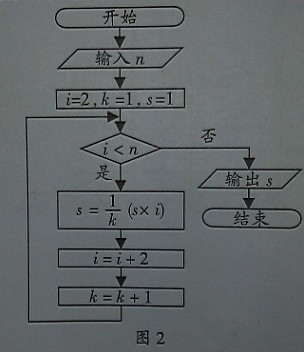 开始
输入 n
i=2, k=1, s=1
i < n
否
是
输出 s
s = 1/k (s× i)
结束
i = i + 2
k = k + 1
图 2